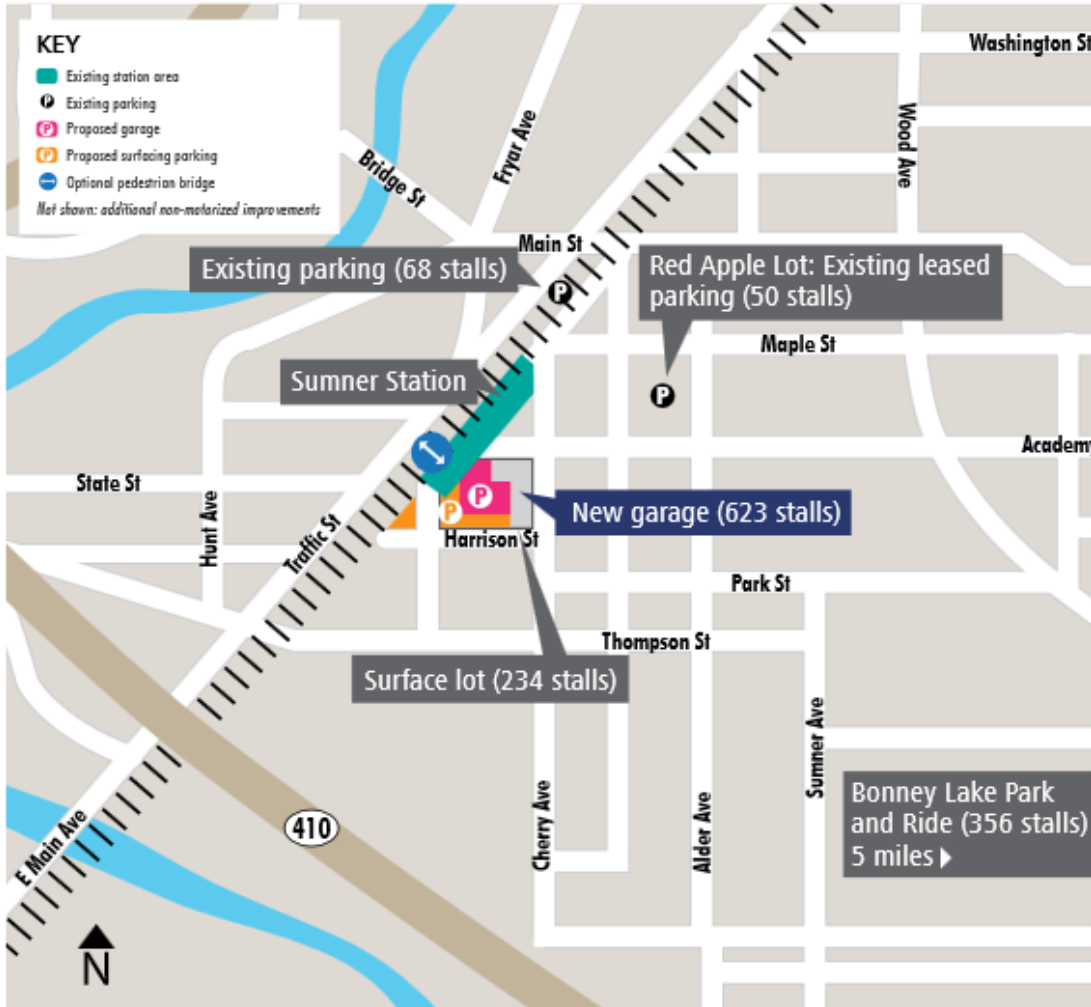 KEY
Existing station area
P Existing parking
P Proposed garage
P Proposed surfacing parking
Optional pedestrian bridge
Not shown: additional non-motorized improvements
Washington St
Wood Ave
Fryar Ave
Bridge St
Main St
Existing parking (68 stalls)
P
Red Apple Lot: Existing leased
parking (50 stalls)
Maple St
Sumner Station
P
Academy
State St
Hunt Ave
Traffic St
P
P
New garage (623 stalls)
Harrison St
Park St
Thompson St
Surface lot (234 stalls)
Sumner Ave
Cherry Ave
Alder Ave
Bonney Lake Park
and Ride (356 stalls)
5 miles
410
E Main Ave
N